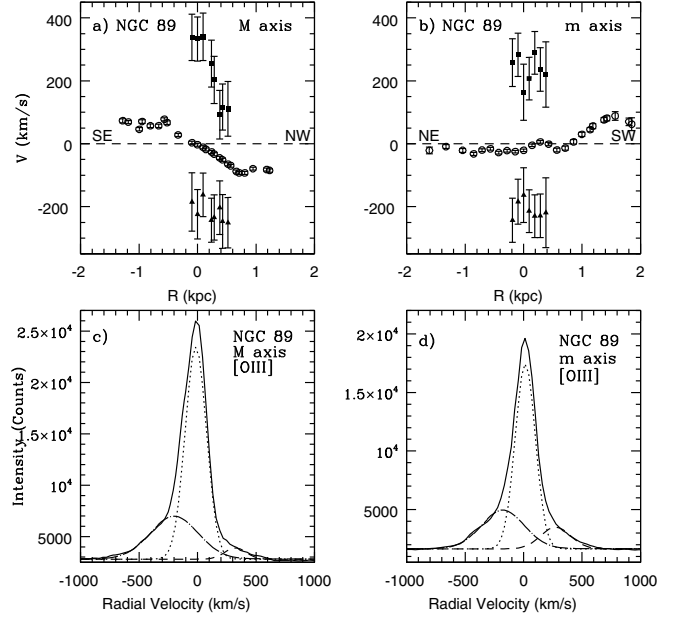 a) NGC 89 M axis
b) NGC 89 m axis
400
200
0
-200
V (km/s)
SE
NW
400
200
0
-200
NE
SW
-2 -1 0 1 2
R (kpc)
-2 -1 0 1 2
R (kpc)
c)
NGC 89
M axis
[OIII]
2.5×10⁴
2×10⁴
1.5×10⁴
10⁴
5000
Intensity (Counts)
d)
NGC 89
m axis
[OIII]
2×10⁴
1.5×10⁴
10⁴
5000
-1000 -500 0 500 1000
Radial Velocity (km/s)
-1000 -500 0 500 1000
Radial Velocity (km/s)